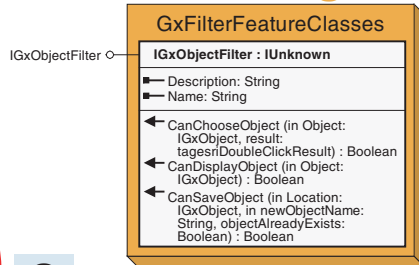 GxFilterFeatureClasses
IGxObjectFilter
IGxObjectFilter : IUnknown
Description: String
Name: String
CanChooseObject (in Object:
IGxObject, result:
tagesriDoubleClickResult) : Boolean
CanDisplayObject (in Object:
IGxObject) : Boolean
CanSaveObject (in Location:
IGxObject, in newObjectName:
String, objectAlreadyExists:
Boolean) : Boolean